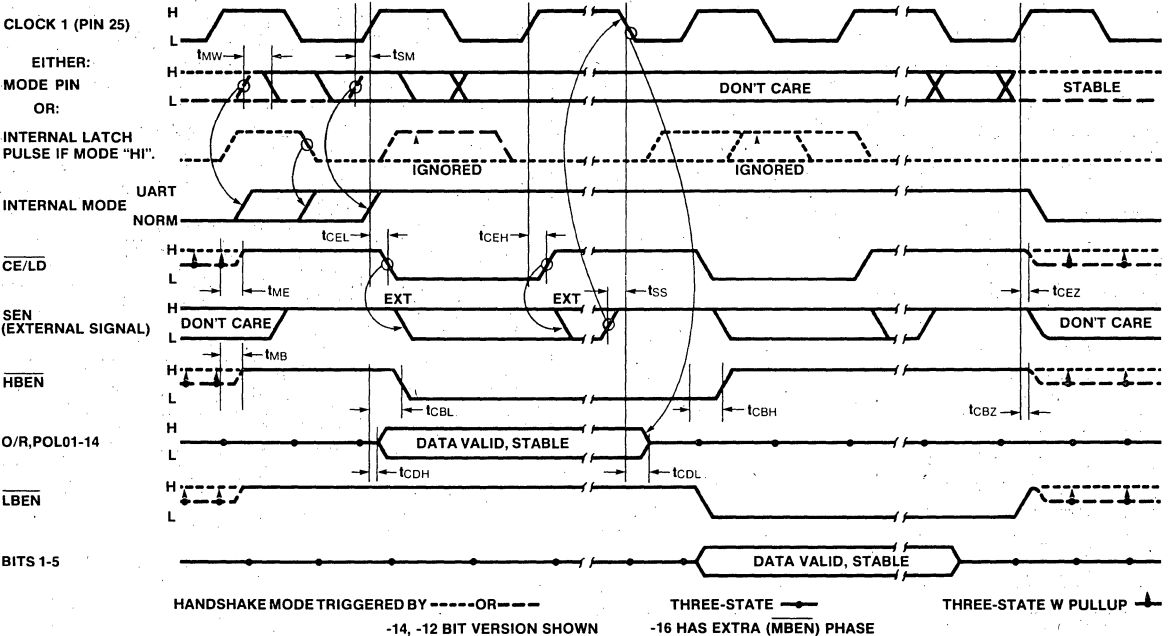 CLOCK 1 (PIN 25)
H
L
tMW
tSM
EITHER:
MODE PIN
OR:
H
L
DON'T CARE
STABLE
INTERNAL LATCH
PULSE IF MODE "HI".
IGNORED
IGNORED
INTERNAL MODE
UART
NORM
tCEL
tCEH
CE/LD
H
L
tME
EXT
EXT
tSS
tCEZ
SEN
(EXTERNAL SIGNAL)
H
L
DON'T CARE
DON'T CARE
tMB
HBEN
H
L
tCBL
tCBH
tCBZ
O/R,POL01-14
H
L
DATA VALID, STABLE
tCDH
tCDL
LBEN
H
L
BITS 1-5
DATA VALID, STABLE
HANDSHAKE MODE TRIGGERED BY OR
THREE-STATE
THREE-STATE W PULLUP
-14, -12 BIT VERSION SHOWN
-16 HAS EXTRA (MBEN) PHASE